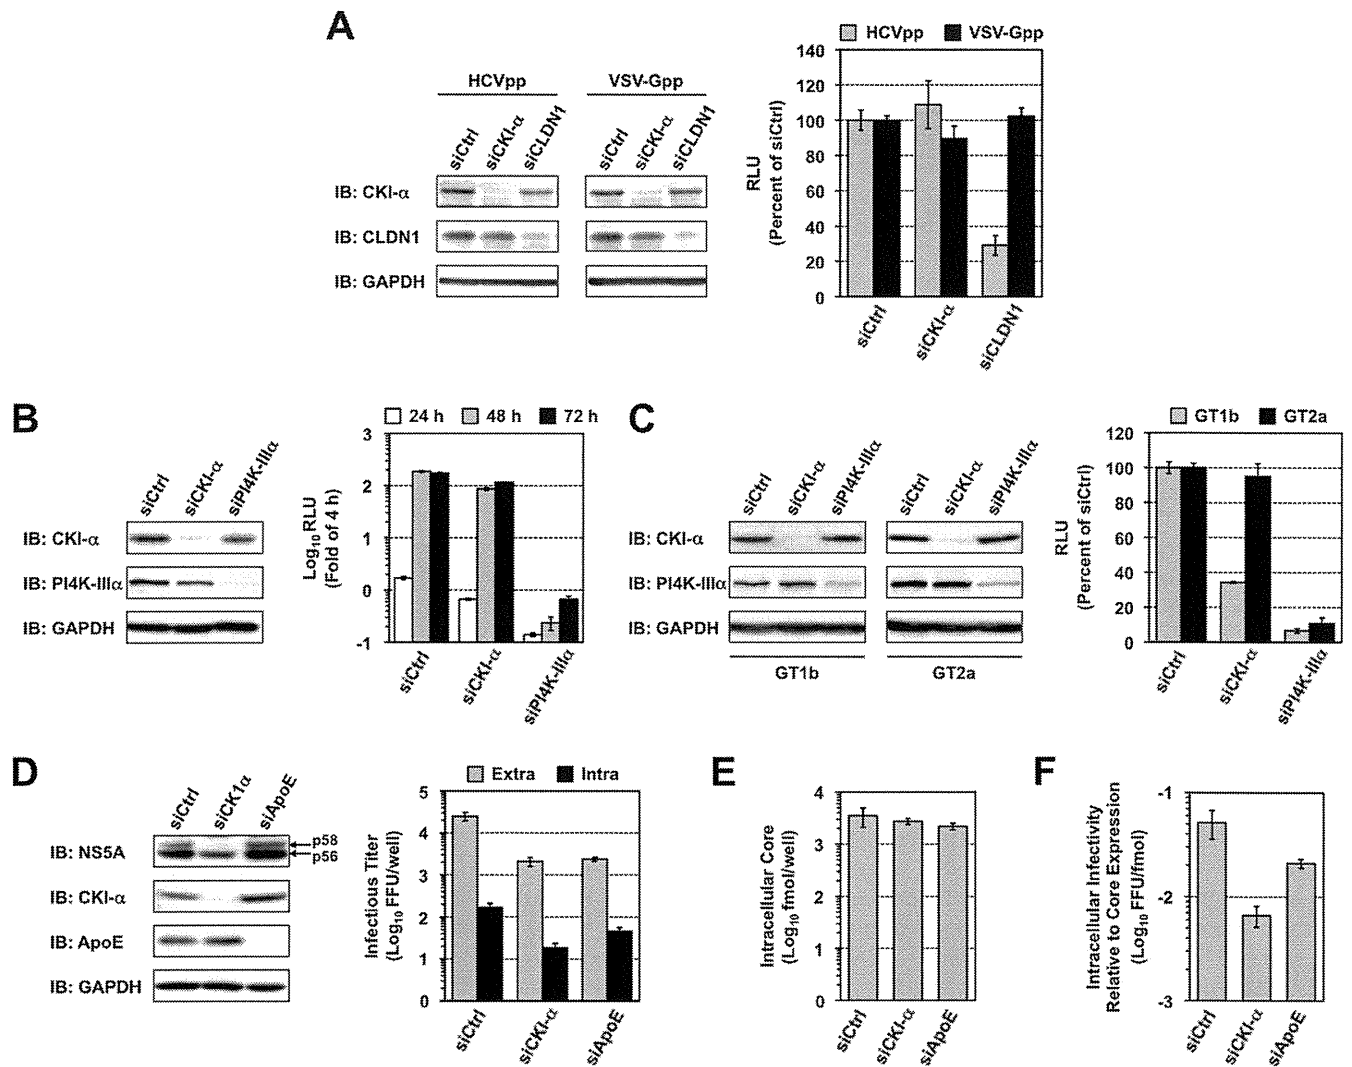 A
HCVpp VSV-Gpp
siCtrl siCKI-α siCLDN1 siCtrl siCKI-α siCLDN1
IB: CKI-α
IB: CLDN1
IB: GAPDH
HCVpp VSV-Gpp
RLU
(Percent of siCtrl)
140
120
100
80
60
40
20
0
siCtrl siCKI-α siCLDN1
B
siCtrl siCKI-α siPI4K-IIIα
IB: CKI-α
IB: PI4K-IIIα
IB: GAPDH
24 h 48 h 72 h
Log₁₀ RLU
(Fold of 4 h)
3
2
1
0
-1
siCtrl siCKI-α siPI4K-IIIα
C
siCtrl siCKI-α siPI4K-IIIα siCtrl siCKI-α siPI4K-IIIα
IB: CKI-α
IB: PI4K-IIIα
IB: GAPDH
GT1b GT2a
GT1b GT2a
RLU
(Percent of siCtrl)
120
100
80
60
40
20
0
siCtrl siCKI-α siPI4K-IIIα
D
siCtrl siCK1α siApoE
IB: NS5A
p58
p56
IB: CKI-α
IB: ApoE
IB: GAPDH
Extra Intra
Infectious Titer
(Log₁₀ FFU/well)
5
4
3
2
1
0
siCtrl siCKI-α siApoE
E
Intracellular Core
(Log₁₀ fmol/well)
4
3
2
1
0
siCtrl siCKI-α siApoE
F
Intracellular Infectivity
Relative to Core Expression
(Log₁₀ FFU/fmol)
-1
-2
-3
siCtrl siCKI-α siApoE